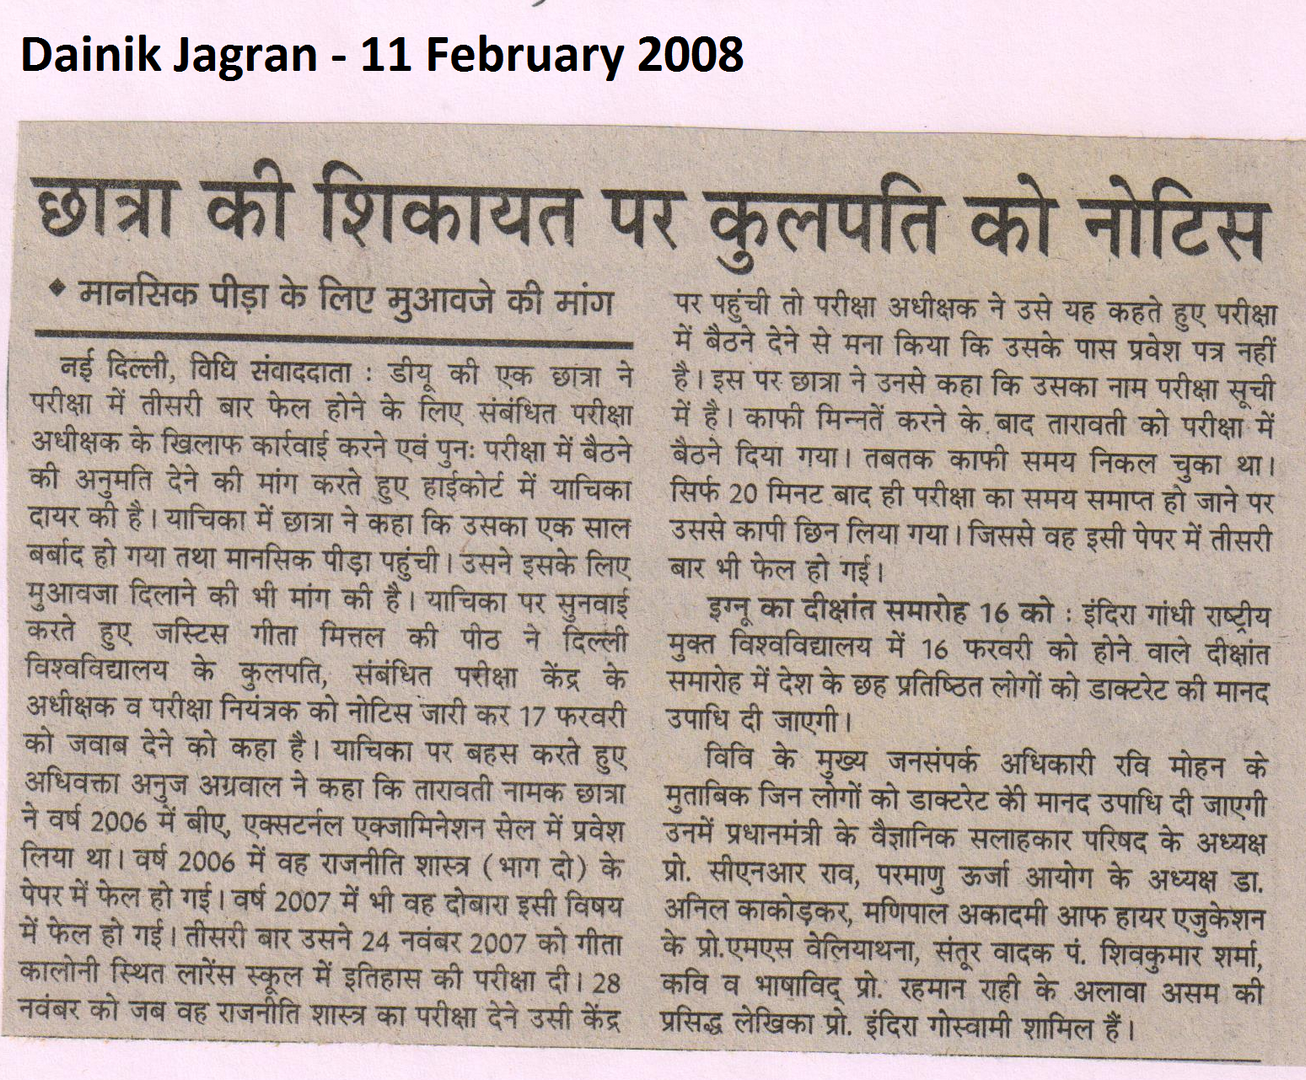 Dainik Jagran - 11 February 2008
छात्रा की शिकायत पर कुलपति को नोटिस
◆ मानसिक पीड़ा के लिए मुआवजे की मांग
नई दिल्ली, विधि संवाददाता : डीयू की एक छात्रा ने
परीक्षा में तीसरी बार फेल होने के लिए संबंधित परीक्षा
अधीक्षक के खिलाफ कार्रवाई करने एवं पुनः परीक्षा में बैठने
की अनुमति देने की मांग करते हुए हाईकोर्ट में याचिका
दायर की है। याचिका में छात्रा ने कहा कि उसका एक साल
बर्बाद हो गया तथा मानसिक पीड़ा पहुंची। उसने इसके लिए
मुआवजा दिलाने की भी मांग की है। याचिका पर सुनवाई
करते हुए जस्टिस गीता मित्तल की पीठ ने दिल्ली
विश्वविद्यालय के कुलपति, संबंधित परीक्षा केंद्र के
अधीक्षक व परीक्षा नियंत्रक को नोटिस जारी कर 17 फरवरी
को जवाब देने को कहा है। याचिका पर बहस करते हुए
अधिवक्ता अनुज अग्रवाल ने कहा कि तारावती नामक छात्रा
ने वर्ष 2006 में बीए, एक्सटर्नल एक्जामिनेशन सेल में प्रवेश
लिया था। वर्ष 2006 में वह राजनीति शास्त्र (भाग दो) के
पेपर में फेल हो गई। वर्ष 2007 में भी वह दोबारा इसी विषय
में फेल हो गई। तीसरी बार उसने 24 नवंबर 2007 को गीता
कालोनी स्थित लारेंस स्कूल में इतिहास की परीक्षा दी। 28
नवंबर को जब वह राजनीति शास्त्र का परीक्षा देने उसी केंद्र
पर पहुंची तो परीक्षा अधीक्षक ने उसे यह कहते हुए परीक्षा
में बैठने देने से मना किया कि उसके पास प्रवेश पत्र नहीं
है। इस पर छात्रा ने उनसे कहा कि उसका नाम परीक्षा सूची
में है। काफी मिन्नतें करने के बाद तारावती को परीक्षा में
बैठने दिया गया। तबतक काफी समय निकल चुका था।
सिर्फ 20 मिनट बाद ही परीक्षा का समय समाप्त हो जाने पर
उससे कापी छिन लिया गया। जिससे वह इसी पेपर में तीसरी
बार भी फेल हो गई।
इग्नू का दीक्षांत समारोह 16 को : इंदिरा गांधी राष्ट्रीय
मुक्त विश्वविद्यालय में 16 फरवरी को होने वाले दीक्षांत
समारोह में देश के छह प्रतिष्ठित लोगों को डाक्टरेट की मानद
उपाधि दी जाएगी।
विवि के मुख्य जनसंपर्क अधिकारी रवि मोहन के
मुताबिक जिन लोगों को डाक्टरेट की मानद उपाधि दी जाएगी
उनमें प्रधानमंत्री के वैज्ञानिक सलाहकार परिषद के अध्यक्ष
प्रो. सीएनआर राव, परमाणु ऊर्जा आयोग के अध्यक्ष डा.
अनिल काकोड़कर, मणिपाल अकादमी आफ हायर एजुकेशन
के प्रो.एमएस वेलियाथना, संतूर वादक पं. शिवकुमार शर्मा,
कवि व भाषाविद् प्रो. रहमान राही के अलावा असम की
प्रसिद्ध लेखिका प्रो. इंदिरा गोस्वामी शामिल हैं।